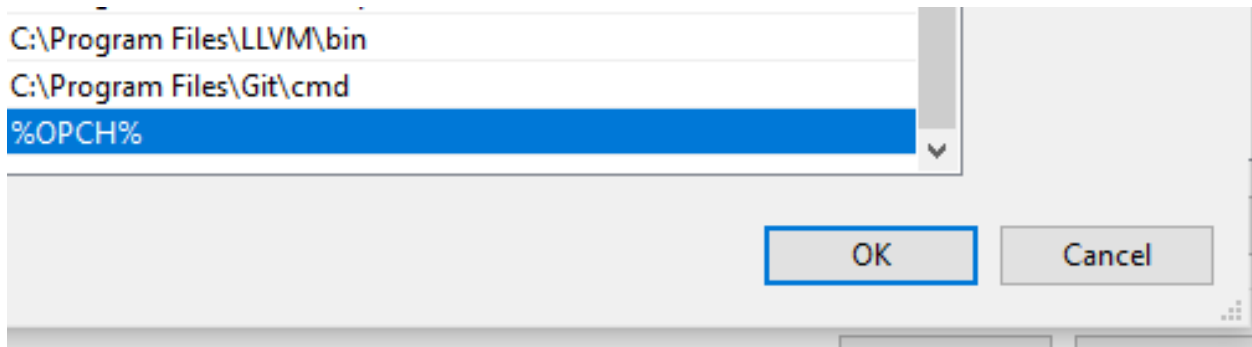 C:\Program Files\LLVM\bin
C:\Program Files\Git\cmd
%OPCH%
OK
Cancel